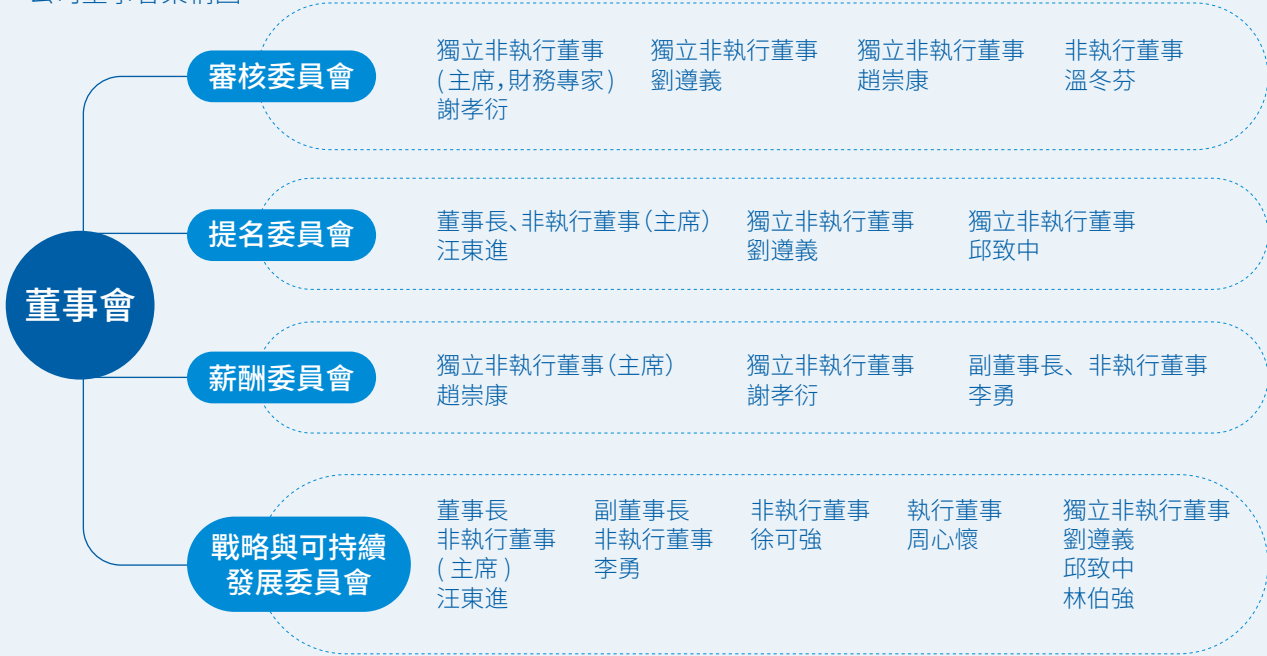 審核委員會
獨立非執行董事
(主席,財務專家)
謝孝衍
獨立非執行董事
劉遵義
獨立非執行董事
趙崇康
非執行董事
溫冬芬
提名委員會
董事長、非執行董事(主席)
汪東進
獨立非執行董事
劉遵義
獨立非執行董事
邱致中
董事會
薪酬委員會
獨立非執行董事(主席)
趙崇康
獨立非執行董事
謝孝衍
副董事長、非執行董事
李勇
戰略與可持續
發展委員會
董事長
非執行董事
(主席)
汪東進
副董事長
非執行董事
李勇
非執行董事
徐可強
執行董事
周心懷
獨立非執行董事
劉遵義
邱致中
林伯強